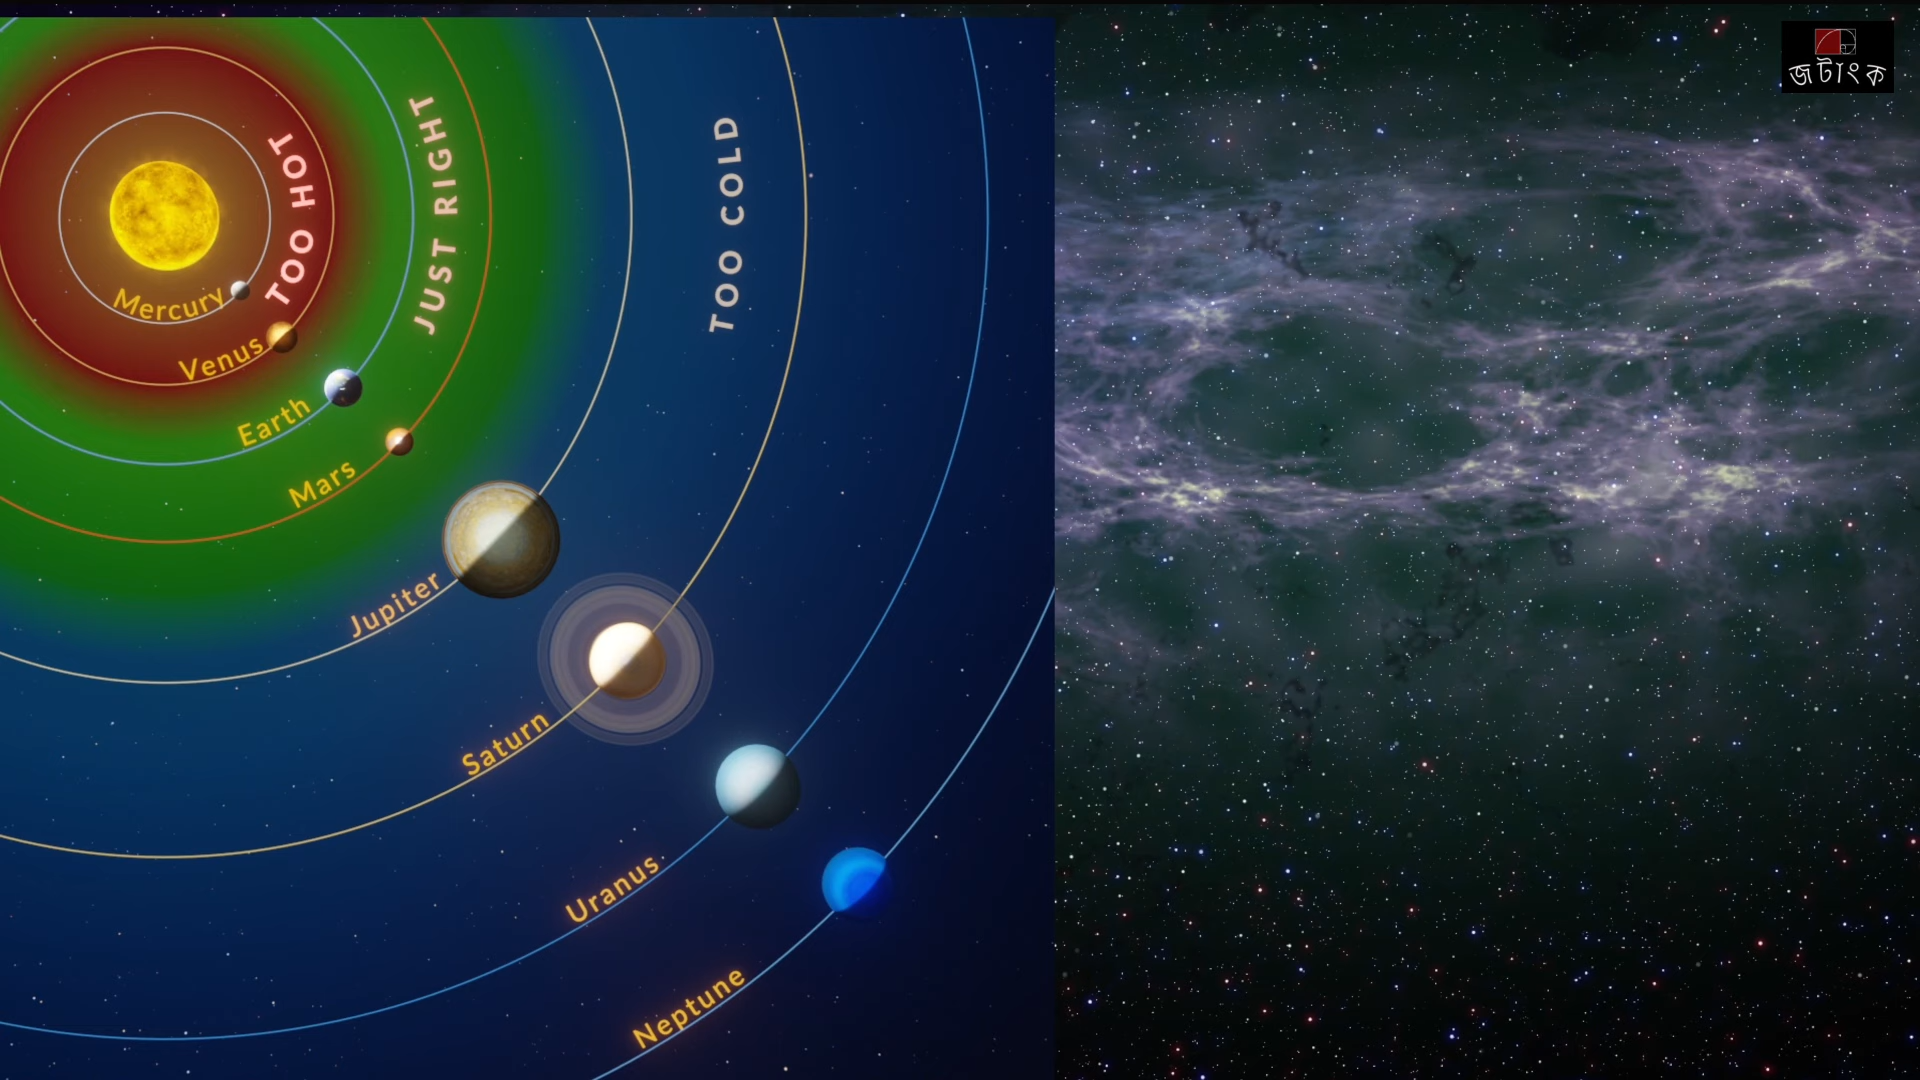 জটাংক
TOO HOT
JUST RIGHT
TOO COLD
Mercury
Venus
Earth
Mars
Jupiter
Saturn
Uranus
Neptune